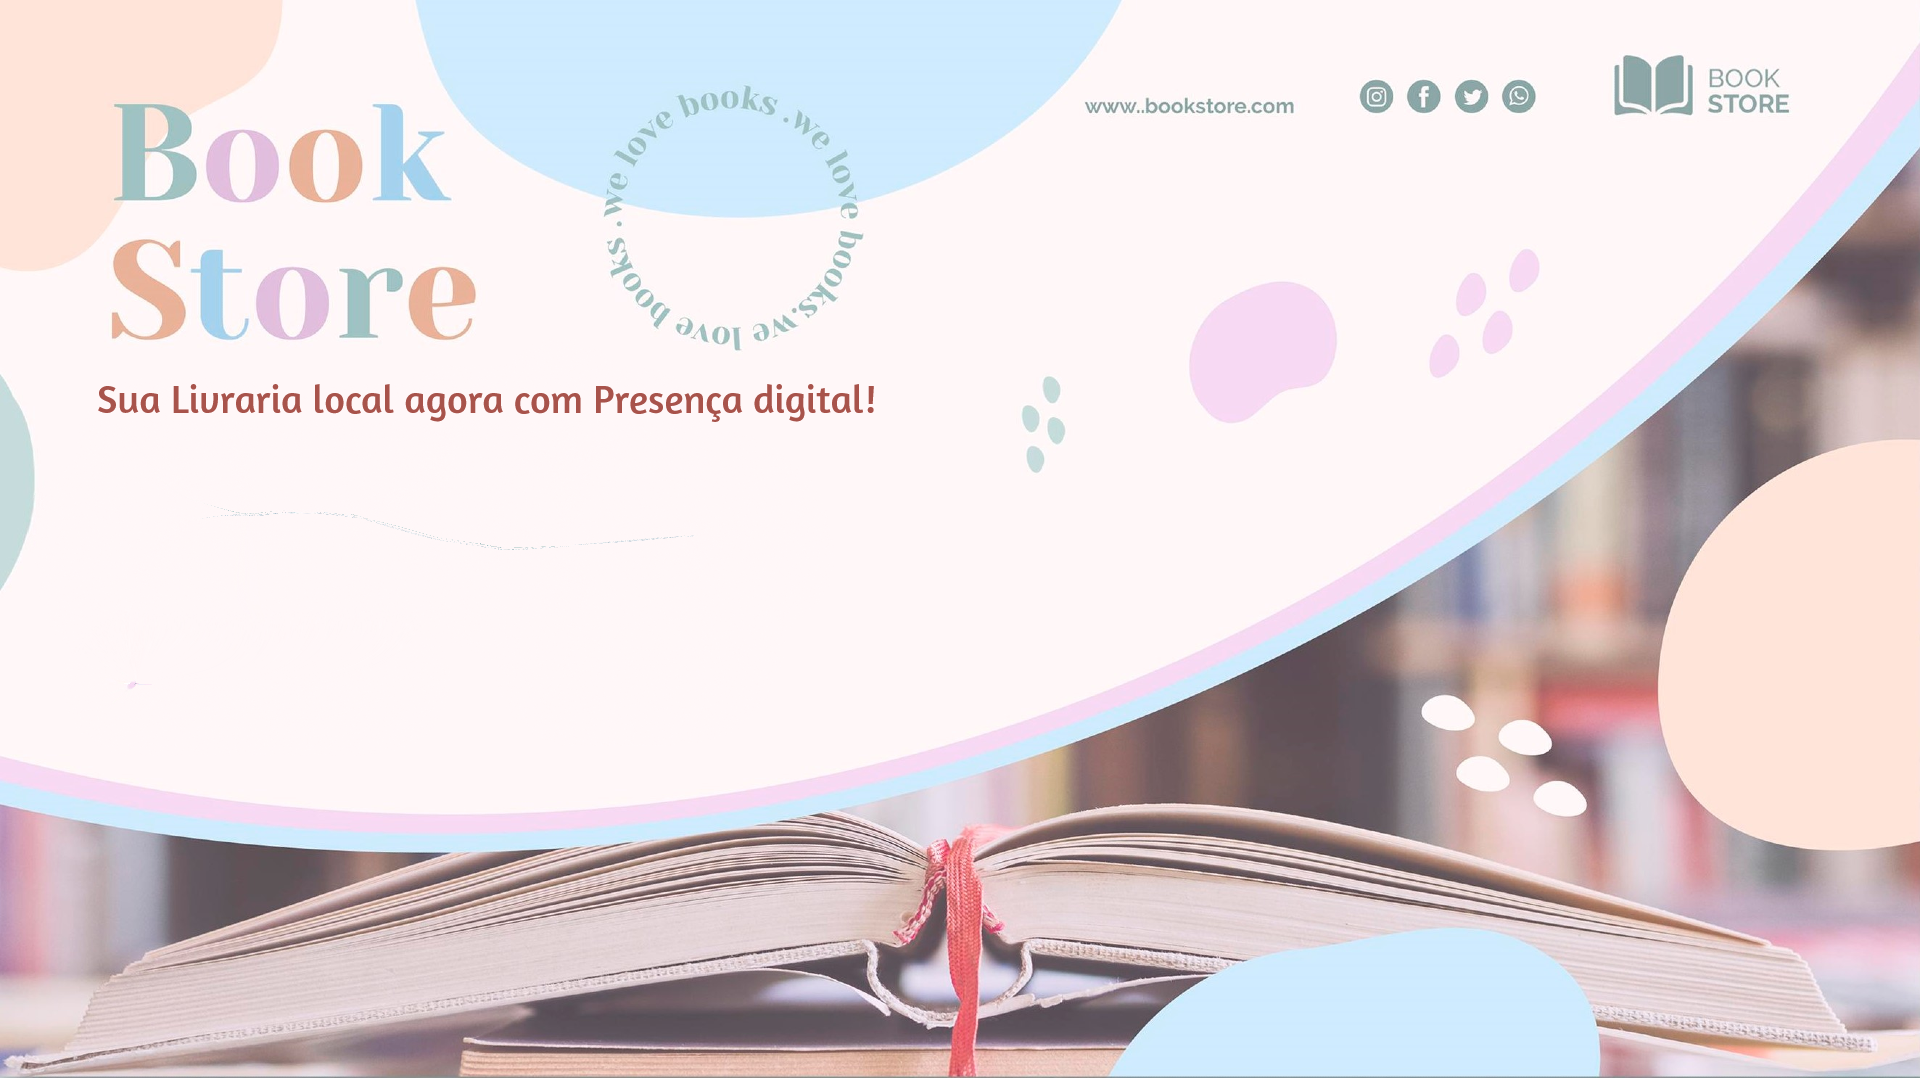 Book
Store
we love books . we love books. we love books .
www..bookstore.com
BOOK
STORE
Sua Livraria local agora com Presença digital!